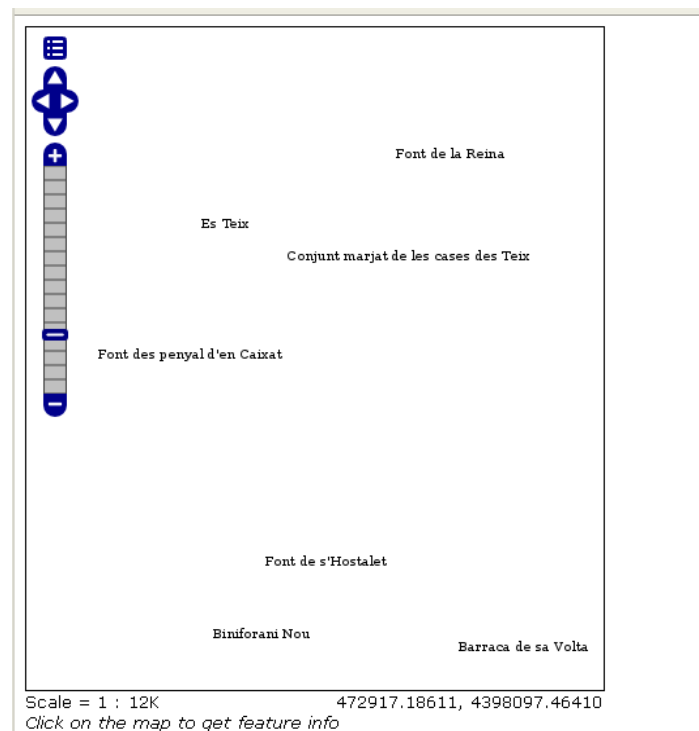 Font de la Reina
Es Teix
Conjunt marjat de les cases des Teix
Font des penyal d'en Caixat
Font de s'Hostalet
Biniforani Nou
Barraca de sa Volta
Scale = 1 : 12K 472917.18611, 4398097.46410
Click on the map to get feature info